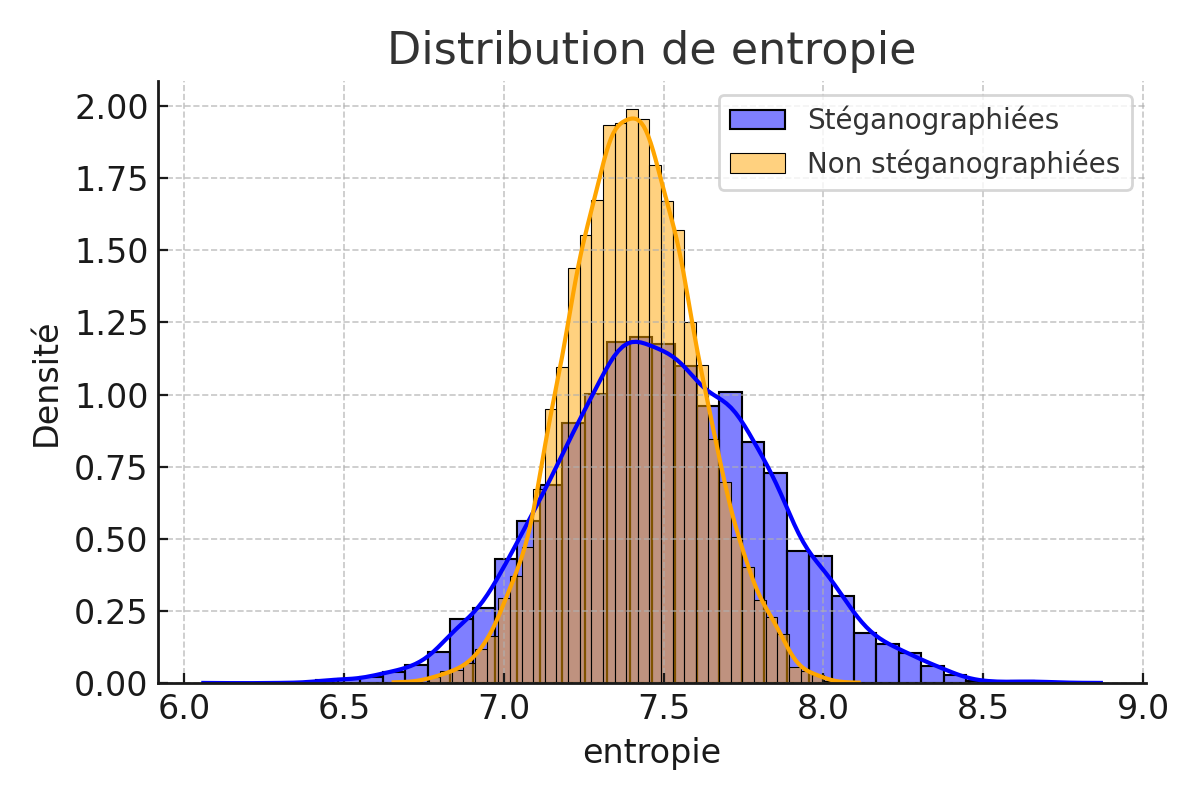 Distribution de entropie
Stéganographiées
Non stéganographiées
Densité
2.00
1.75
1.50
1.25
1.00
0.75
0.50
0.25
0.00
6.0 6.5 7.0 7.5 8.0 8.5 9.0
entropie